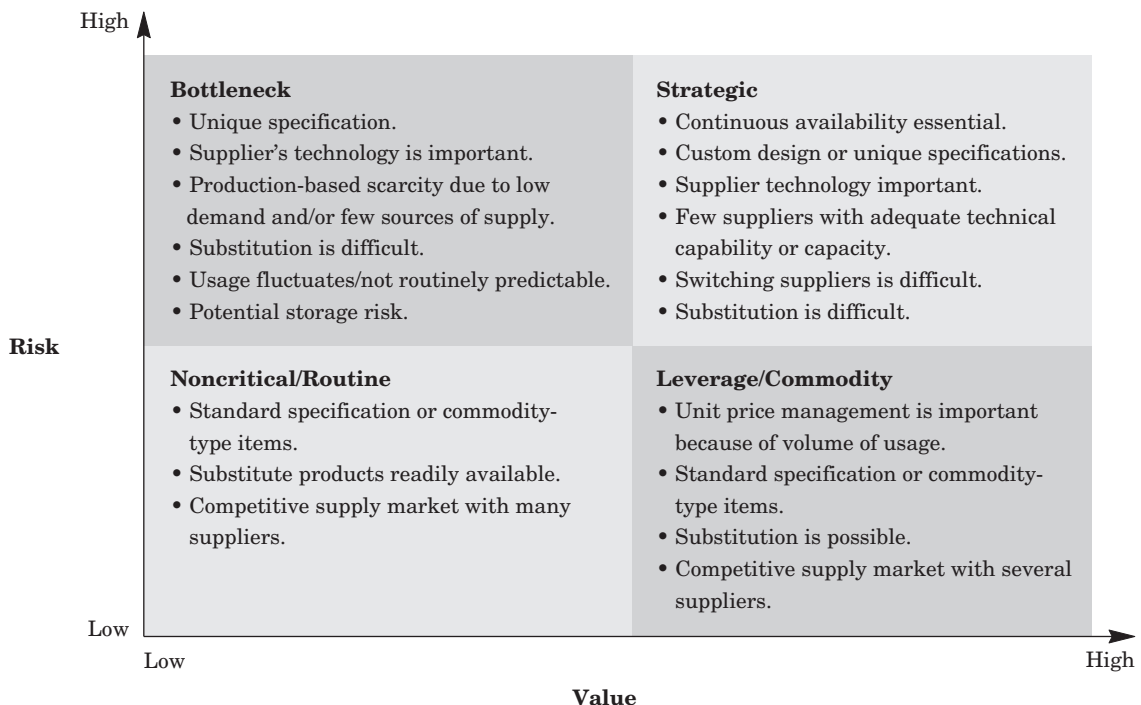 High
Bottleneck
• Unique specification.
• Supplier’s technology is important.
• Production-based scarcity due to low
demand and/or few sources of supply.
• Substitution is difficult.
• Usage fluctuates/not routinely predictable.
• Potential storage risk.
Strategic
• Continuous availability essential.
• Custom design or unique specifications.
• Supplier technology important.
• Few suppliers with adequate technical
capability or capacity.
• Switching suppliers is difficult.
• Substitution is difficult.
Risk
Noncritical/Routine
• Standard specification or commodity-
type items.
• Substitute products readily available.
• Competitive supply market with many
suppliers.
Leverage/Commodity
• Unit price management is important
because of volume of usage.
• Standard specification or commodity-
type items.
• Substitution is possible.
• Competitive supply market with several
suppliers.
Low
Low
High
Value